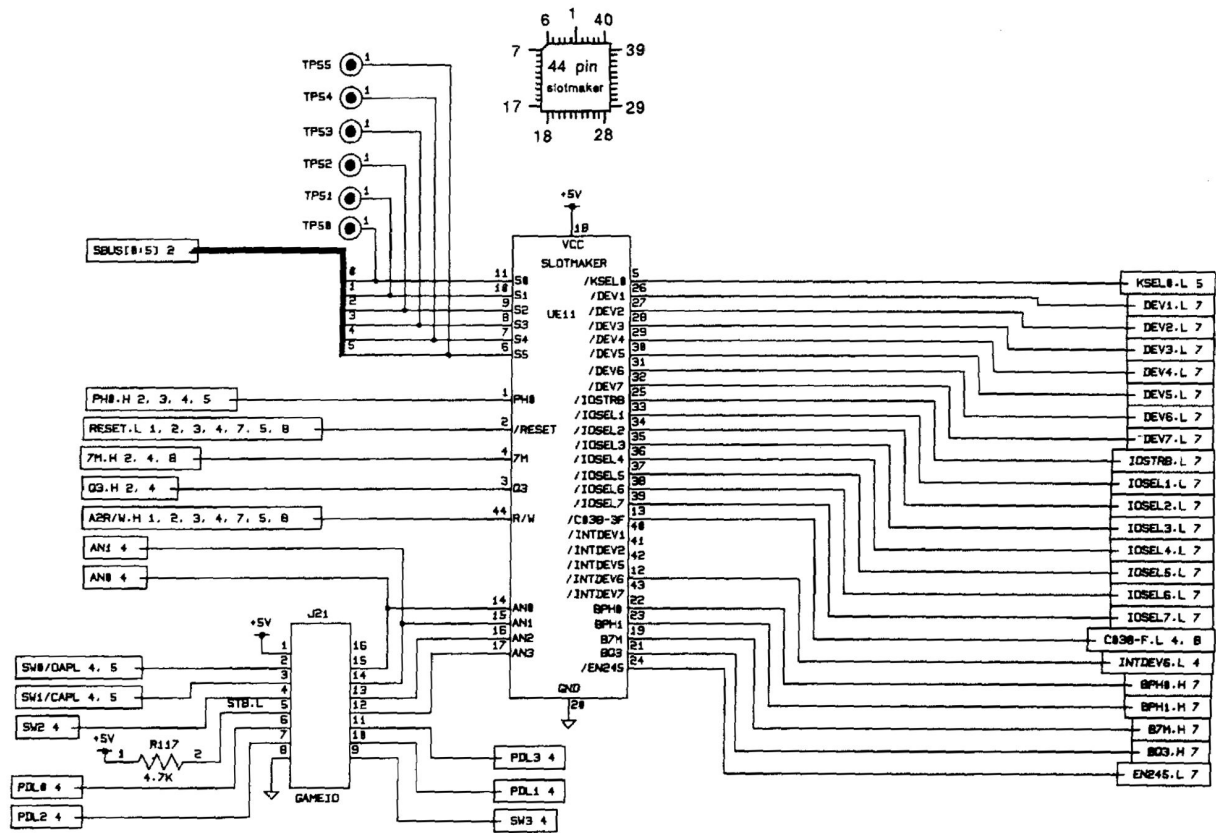 6 1 40
7 39
44 pin
slotmaker
17 29
18 28
TPS5 1
TPS4 1
TPS3 1
TPS2 1
TPS1 1
TPS0 1
+5V
18
VCC
SLOTMAKER
UE11
SBUS[0:5] 2
0 11 S0
1 10 S1
2 9 S2
3 8 S3
4 7 S4
5 6 S5
PH0.H 2, 3, 4, 5 1 PH0
RESET.L 1, 2, 3, 4, 7, 5, 8 2 /RESET
7M.H 2, 4, 8 4 7M
Q3.H 2, 4 3 Q3
A2R/W.H 1, 2, 3, 4, 7, 5, 8 44 R/W
AN1 4
AN0 4
14 AN0
15 AN1
16 AN2
17 AN3
/KSEL0 5 KSEL0.L 5
/DEV1 26 DEV1.L 7
/DEV2 27 DEV2.L 7
/DEV3 28 DEV3.L 7
/DEV4 29 DEV4.L 7
/DEV5 30 DEV5.L 7
/DEV6 31 DEV6.L 7
/DEV7 32 DEV7.L 7
/IOSTRB 25 IOSTRB.L 7
/IOSEL1 33 IOSEL1.L 7
/IOSEL2 34 IOSEL2.L 7
/IOSEL3 35 IOSEL3.L 7
/IOSEL4 36 IOSEL4.L 7
/IOSEL5 37 IOSEL5.L 7
/IOSEL6 38 IOSEL6.L 7
/IOSEL7 39 IOSEL7.L 7
/C030-3F 13 C030-F.L 4, 8
/INTDEV1 40
/INTDEV2 41
/INTDEV5 42
/INTDEV6 12 INTDEV6.L 4
/INTDEV7 43
BPH0 22 BPH0.H 7
BPH1 23 BPH1.H 7
B7M 19 B7M.H 7
BQ3 21 BQ3.H 7
/EN245 24 EN245.L 7
GND
20
J21
+5V
1 16
2 15
3 14
4 13
5 12
6 11
7 10
8 9
GAMEIO
SW0/OAPL 4, 5
SW1/CAPL 4, 5
SW2 4
STB.L
+5V
1 R117 2
4.7K
PDL0 4
PDL2 4
PDL3 4
PDL1 4
SW3 4